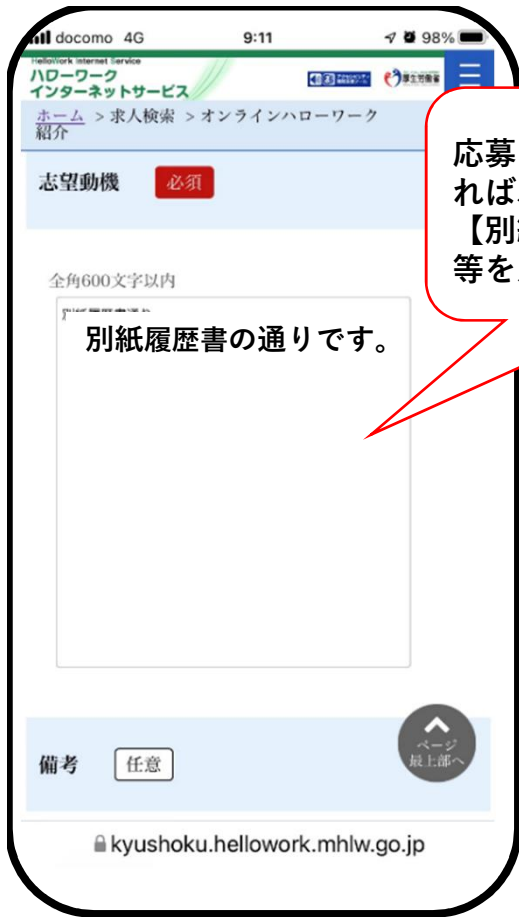 docomo 4G 9:11 98%
HelloWork Internet Service
ハローワーク
インターネットサービス
厚生労働省
ホーム > 求人検索 > オンラインハローワーク
紹介
志望動機 必須
応募
れば
【別
等を
全角600文字以内
別紙履歴書の通りです。
備考 任意
ページ
最上部へ
kyushoku.hellowork.mhlw.go.jp